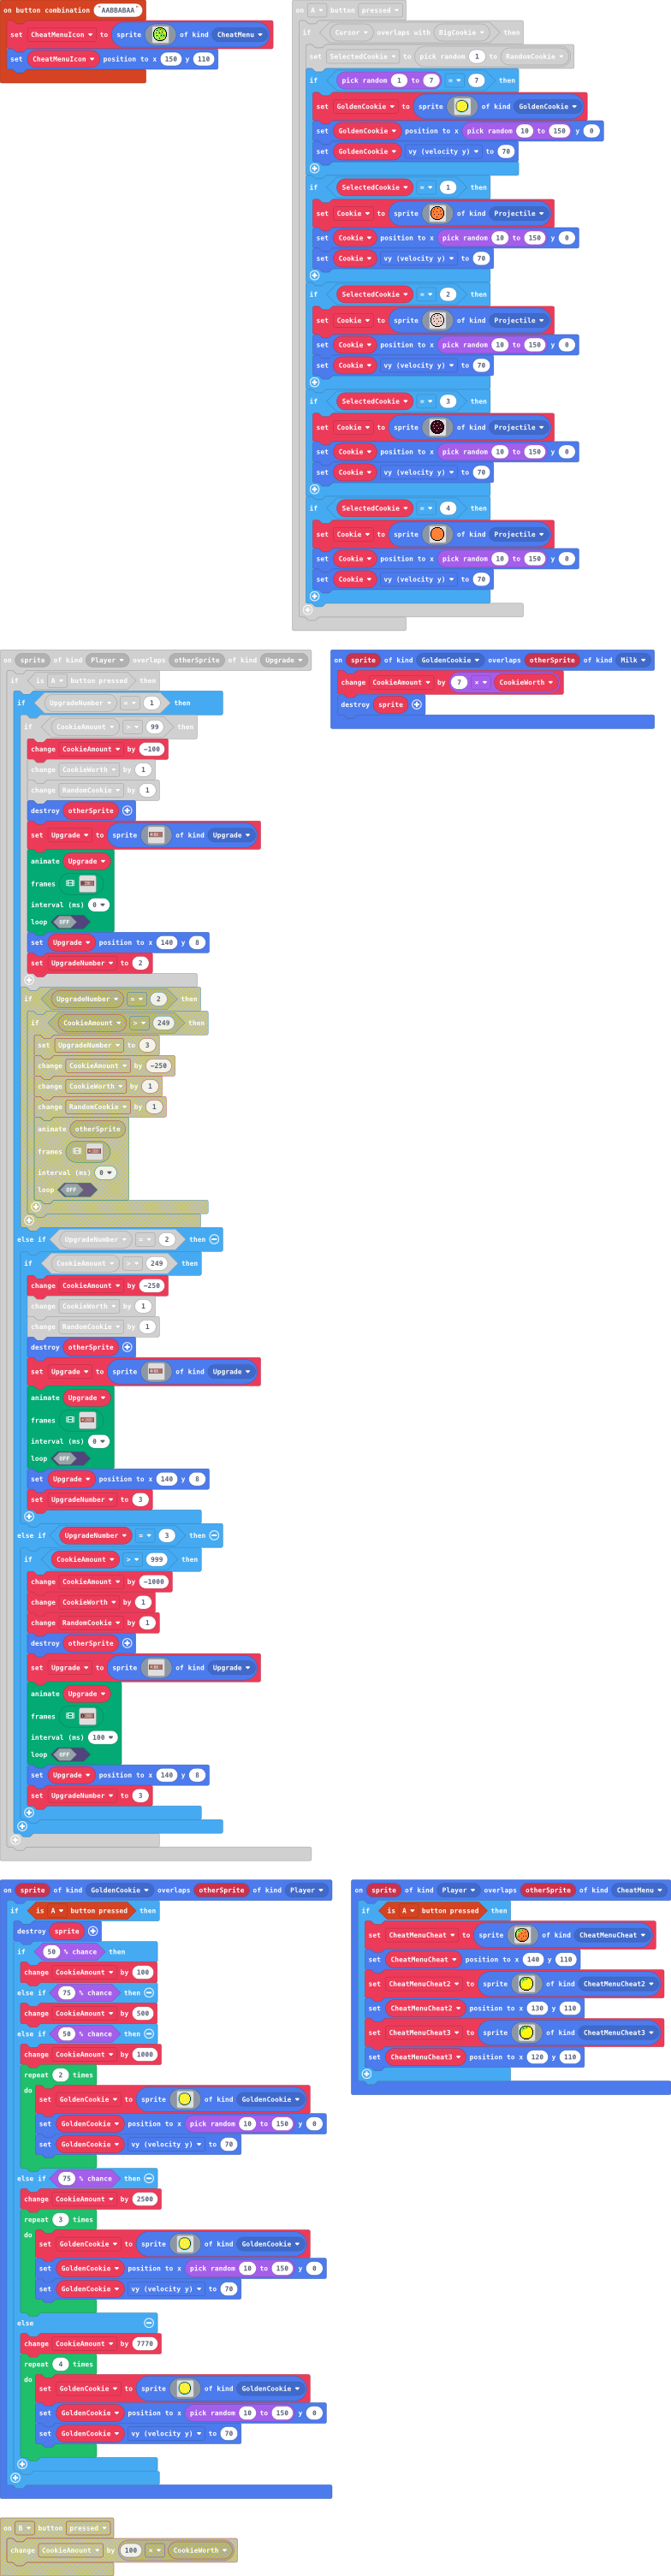 on button combination "AABBABAA"
set CheatMenuIcon to sprite of kind CheatMenu
set CheatMenuIcon position to x 150 y 110
on A button pressed
if Cursor overlaps with BigCookie then
set SelectedCookie to pick random 1 to RandomCookie
if pick random 1 to 7 = 7 then
set GoldenCookie to sprite of kind GoldenCookie
set GoldenCookie position to x pick random 10 to 150 y 0
set GoldenCookie vy (velocity y) to 70
if SelectedCookie = 1 then
set Cookie to sprite of kind Projectile
set Cookie position to x pick random 10 to 150 y 0
set Cookie vy (velocity y) to 70
if SelectedCookie = 2 then
set Cookie to sprite of kind Projectile
set Cookie position to x pick random 10 to 150 y 0
set Cookie vy (velocity y) to 70
if SelectedCookie = 3 then
set Cookie to sprite of kind Projectile
set Cookie position to x pick random 10 to 150 y 0
set Cookie vy (velocity y) to 70
if SelectedCookie = 4 then
set Cookie to sprite of kind Projectile
set Cookie position to x pick random 10 to 150 y 0
set Cookie vy (velocity y) to 70
on sprite of kind Player overlaps otherSprite of kind Upgrade
if is A button pressed then
if UpgradeNumber = 1 then
if CookieAmount > 99 then
change CookieAmount by -100
change CookieWorth by 1
change RandomCookie by 1
destroy otherSprite
set Upgrade to sprite of kind Upgrade
animate Upgrade
frames
interval (ms) 0
loop OFF
set Upgrade position to x 140 y 8
set UpgradeNumber to 2
if UpgradeNumber = 2 then
if CookieAmount > 249 then
set UpgradeNumber to 3
change CookieAmount by -250
change CookieWorth by 1
change RandomCookie by 1
animate otherSprite
frames
interval (ms) 0
loop OFF
else if UpgradeNumber = 2 then
if CookieAmount > 249 then
change CookieAmount by -250
change CookieWorth by 1
change RandomCookie by 1
destroy otherSprite
set Upgrade to sprite of kind Upgrade
animate Upgrade
frames
interval (ms) 0
loop OFF
set Upgrade position to x 140 y 8
set UpgradeNumber to 3
else if UpgradeNumber = 3 then
if CookieAmount > 999 then
change CookieAmount by -1000
change CookieWorth by 1
change RandomCookie by 1
destroy otherSprite
set Upgrade to sprite of kind Upgrade
animate Upgrade
frames
interval (ms) 100
loop OFF
set Upgrade position to x 140 y 8
set UpgradeNumber to 3
on sprite of kind GoldenCookie overlaps otherSprite of kind Milk
change CookieAmount by 7 × CookieWorth
destroy sprite
on sprite of kind GoldenCookie overlaps otherSprite of kind Player
if is A button pressed then
destroy sprite
if 50 % chance then
change CookieAmount by 100
else if 75 % chance then
change CookieAmount by 500
else if 50 % chance then
change CookieAmount by 1000
repeat 2 times
do set GoldenCookie to sprite of kind GoldenCookie
set GoldenCookie position to x pick random 10 to 150 y 0
set GoldenCookie vy (velocity y) to 70
else if 75 % chance then
change CookieAmount by 2500
repeat 3 times
do set GoldenCookie to sprite of kind GoldenCookie
set GoldenCookie position to x pick random 10 to 150 y 0
set GoldenCookie vy (velocity y) to 70
else
change CookieAmount by 7770
repeat 4 times
do set GoldenCookie to sprite of kind GoldenCookie
set GoldenCookie position to x pick random 10 to 150 y 0
set GoldenCookie vy (velocity y) to 70
on sprite of kind Player overlaps otherSprite of kind CheatMenu
if is A button pressed then
set CheatMenuCheat to sprite of kind CheatMenuCheat
set CheatMenuCheat position to x 140 y 110
set CheatMenuCheat2 to sprite of kind CheatMenuCheat2
set CheatMenuCheat2 position to x 130 y 110
set CheatMenuCheat3 to sprite of kind CheatMenuCheat3
set CheatMenuCheat3 position to x 120 y 110
on B button pressed
change CookieAmount by 100 × CookieWorth